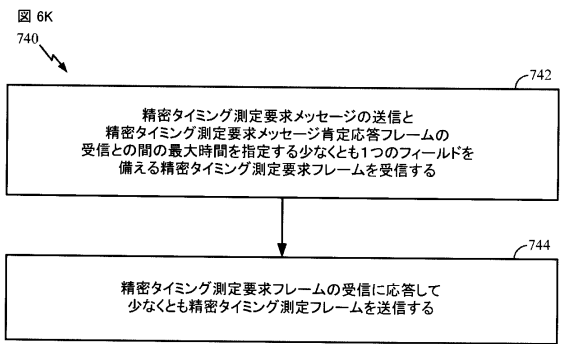 図 6K
740
742
精密タイミング測定要求メッセージの送信と
精密タイミング測定要求メッセージ肯定応答フレームの
受信との間の最大時間を指定する少なくとも1つのフィールドを
備える精密タイミング測定要求フレームを受信する
744
精密タイミング測定要求フレームの受信に応答して
少なくとも精密タイミング測定フレームを送信する